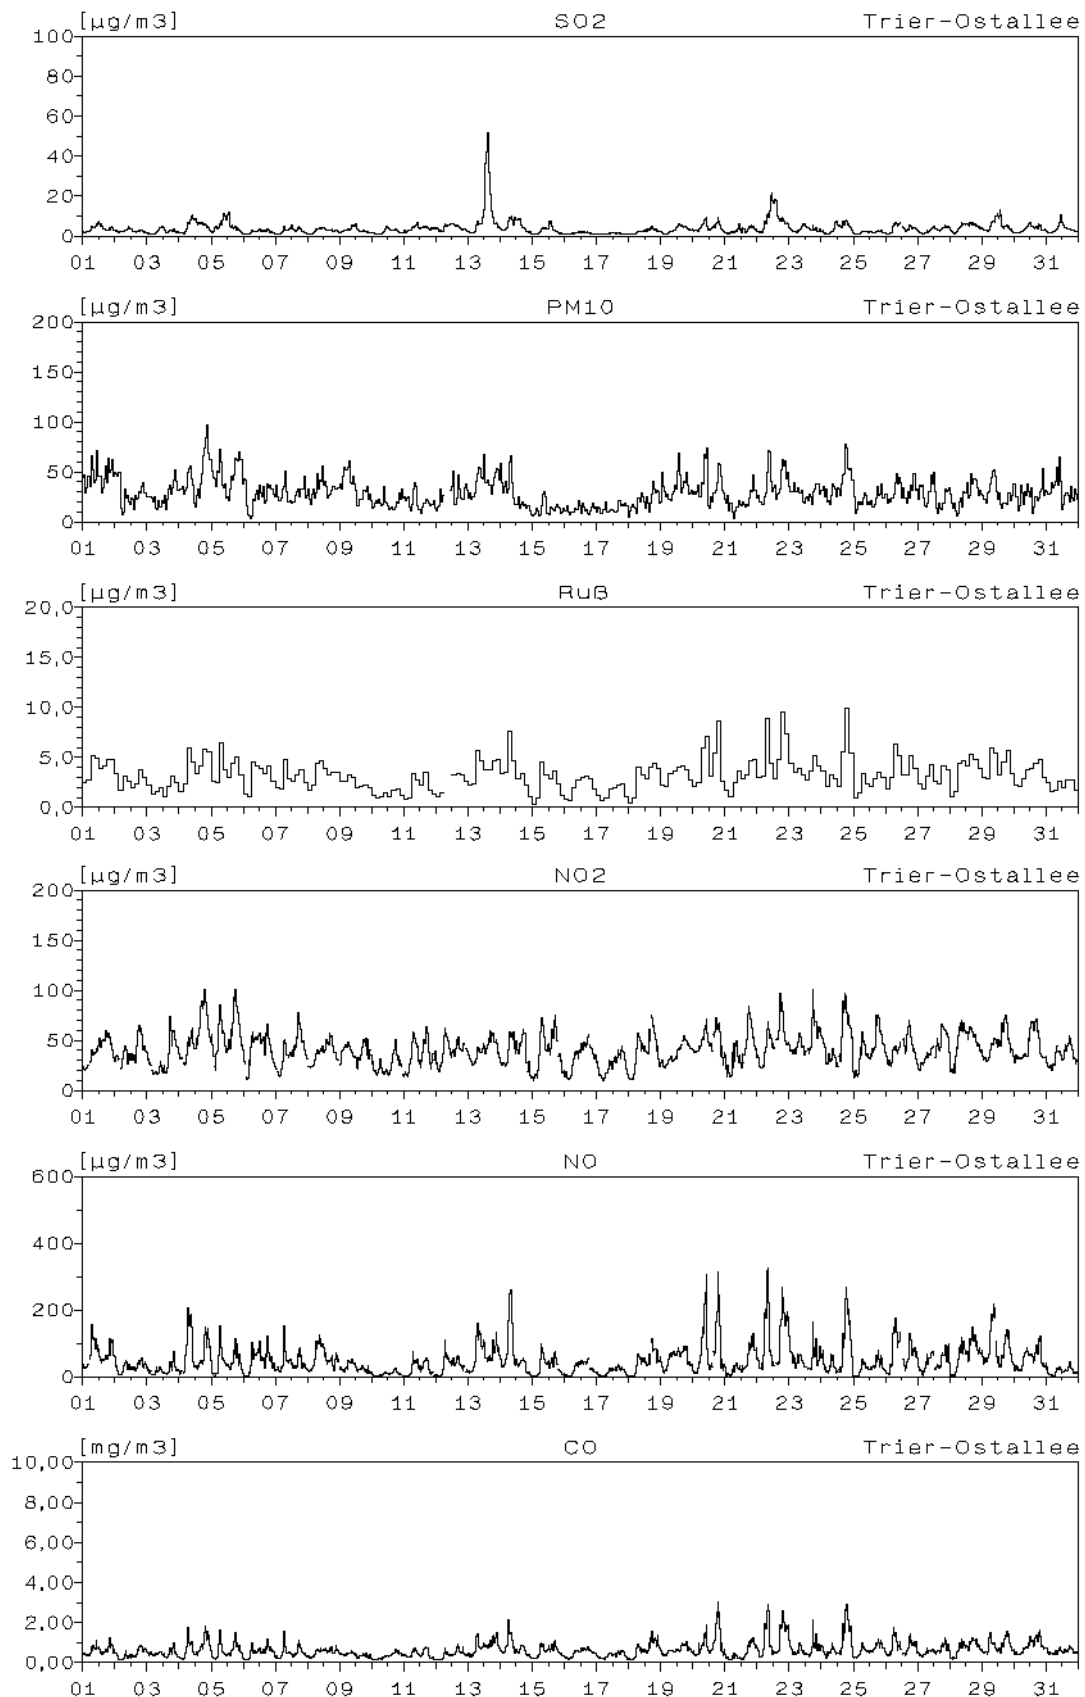 [µg/m3] SO2 Trier-Ostallee
100
80
60
40
20
0
01 03 05 07 09 11 13 15 17 19 21 23 25 27 29 31
[µg/m3] PM10 Trier-Ostallee
200
150
100
50
0
01 03 05 07 09 11 13 15 17 19 21 23 25 27 29 31
[µg/m3] Ruß Trier-Ostallee
20,0
15,0
10,0
5,0
0,0
01 03 05 07 09 11 13 15 17 19 21 23 25 27 29 31
[µg/m3] NO2 Trier-Ostallee
200
150
100
50
0
01 03 05 07 09 11 13 15 17 19 21 23 25 27 29 31
[µg/m3] NO Trier-Ostallee
600
400
200
0
01 03 05 07 09 11 13 15 17 19 21 23 25 27 29 31
[mg/m3] CO Trier-Ostallee
10,00
8,00
6,00
4,00
2,00
0,00
01 03 05 07 09 11 13 15 17 19 21 23 25 27 29 31